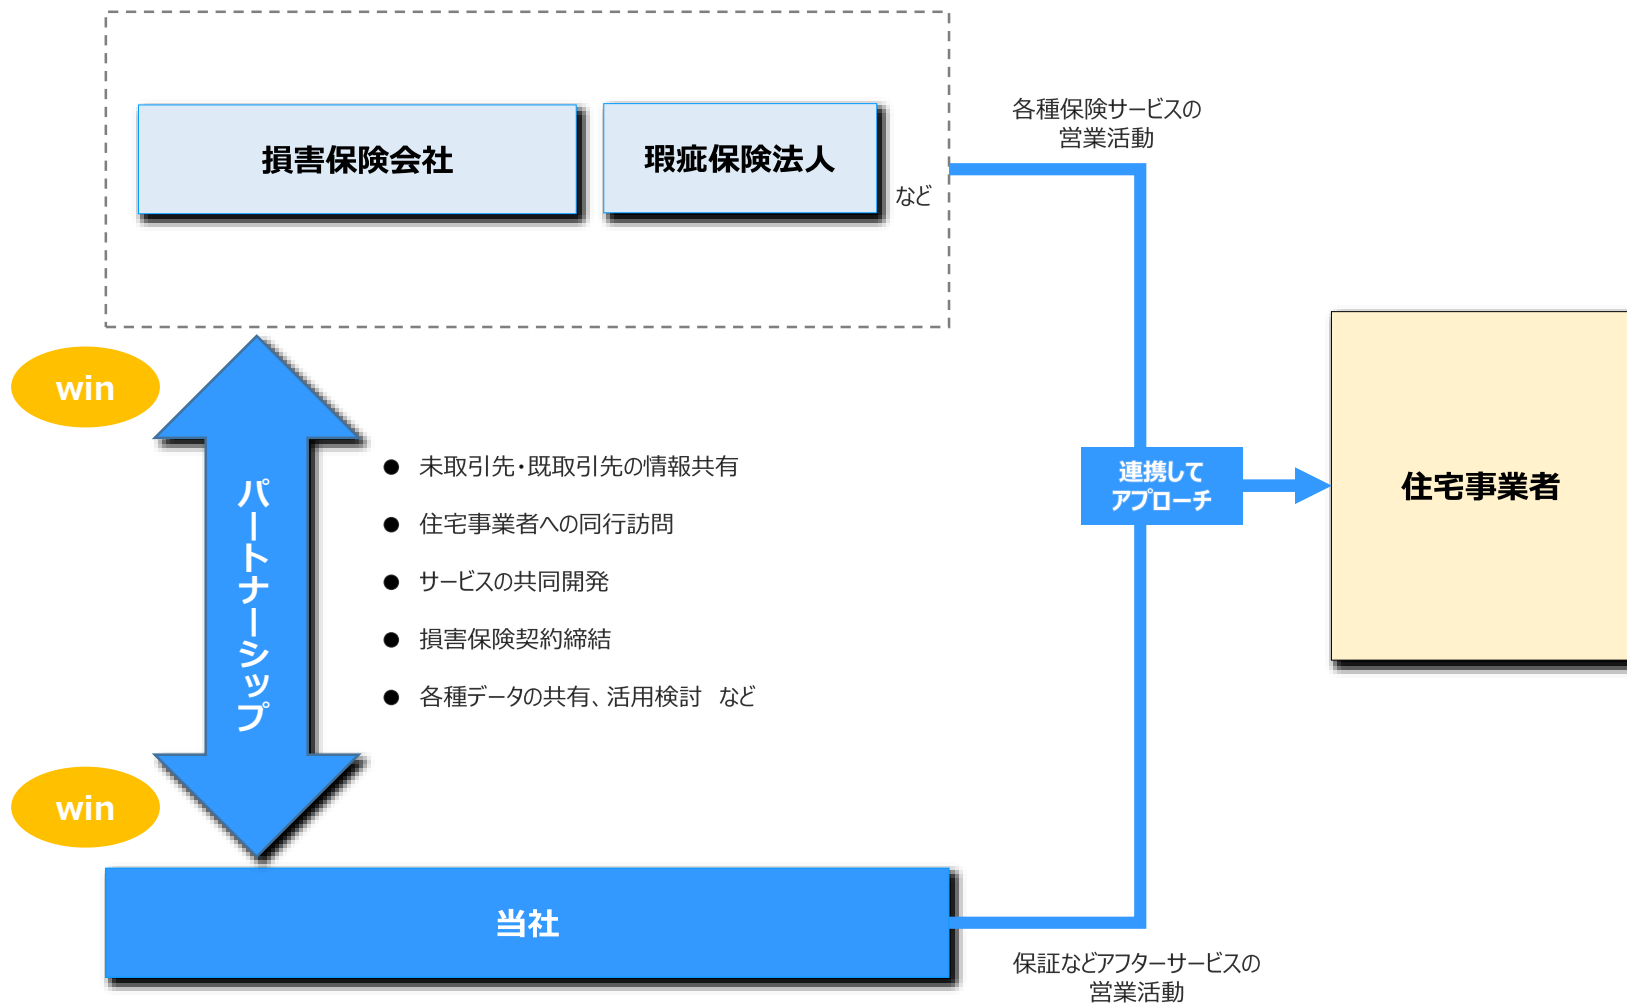 各種保険サービスの
営業活動
損害保険会社
瑕疵保険法人
など
win
パートナーシップ
未取引先・既取引先の情報共有
住宅事業者への同行訪問
サービスの共同開発
損害保険契約締結
各種データの共有、活用検討　など
連携して
アプローチ
住宅事業者
win
当社
保証などアフターサービスの
営業活動